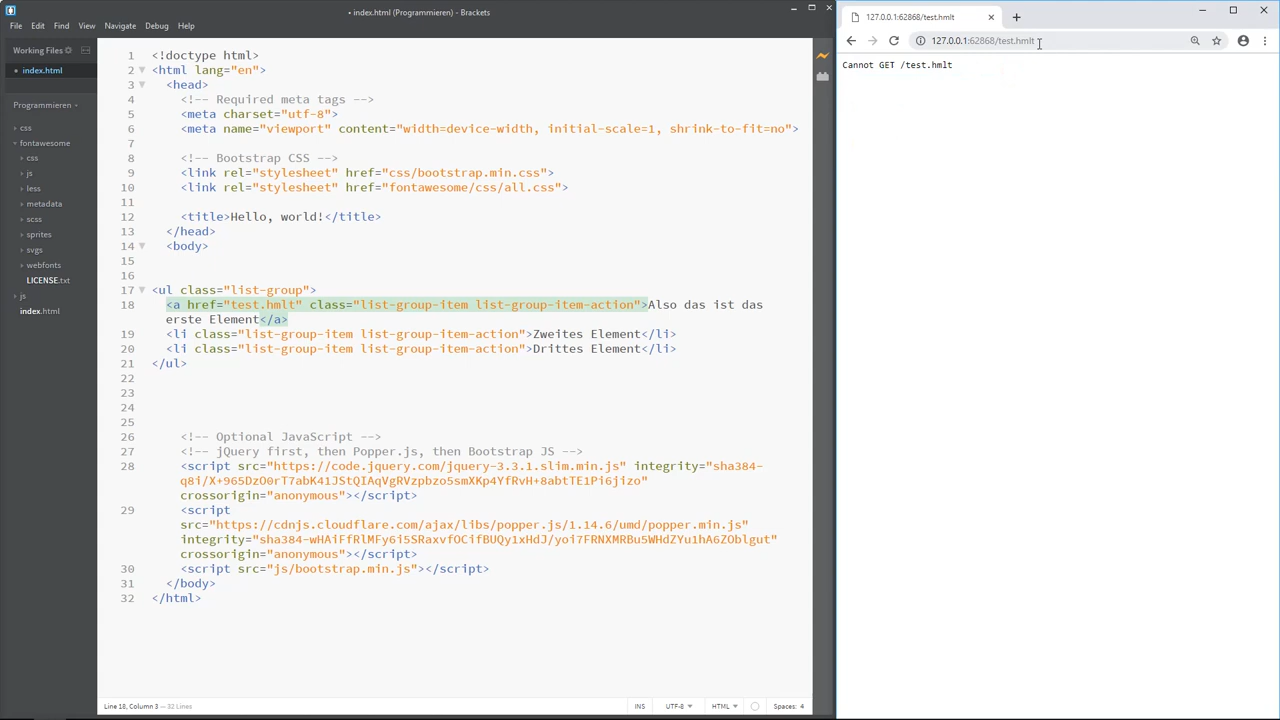 index.html (Programmieren) - Brackets
File Edit Find View Navigate Debug Help
Working Files
index.html
Programmieren
css
fontawesome
css
js
less
metadata
scss
sprites
svgs
webfonts
LICENSE.txt
js
index.html
1 <!doctype html>
2 <html lang="en">
3 <head>
4 <!-- Required meta tags -->
5 <meta charset="utf-8">
6 <meta name="viewport" content="width=device-width, initial-scale=1, shrink-to-fit=no">
7
8 <!-- Bootstrap CSS -->
9 <link rel="stylesheet" href="css/bootstrap.min.css">
10 <link rel="stylesheet" href="fontawesome/css/all.css">
11
12 <title>Hello, world!</title>
13 </head>
14 <body>
15
16
17 <ul class="list-group">
18 <a href="test.hmlt" class="list-group-item list-group-item-action">Also das ist das
erste Element</a>
19 <li class="list-group-item list-group-item-action">Zweites Element</li>
20 <li class="list-group-item list-group-item-action">Drittes Element</li>
21 </ul>
22
23
24
25
26 <!-- Optional JavaScript -->
27 <!-- jQuery first, then Popper.js, then Bootstrap JS -->
28 <script src="https://code.jquery.com/jquery-3.3.1.slim.min.js" integrity="sha384-
q8i/X+965DzO0rT7abK41JStQIAqVgRVzpbzo5smXKp4YfRvH+8abtTE1Pi6jizo"
crossorigin="anonymous"></script>
29 <script
src="https://cdnjs.cloudflare.com/ajax/libs/popper.js/1.14.6/umd/popper.min.js"
integrity="sha384-wHAiFfRlMFy6i5SRaxvfOCifBUQy1xHdJ/yoi7FRNXMRBu5WHdZYu1hA6ZOblgut"
crossorigin="anonymous"></script>
30 <script src="js/bootstrap.min.js"></script>
31 </body>
32 </html>
Line 18, Column 3 — 32 Lines
INS UTF-8 HTML Spaces: 4
127.0.0.1:62868/test.hmlt
127.0.0.1:62868/test.hmlt
Cannot GET /test.hmlt